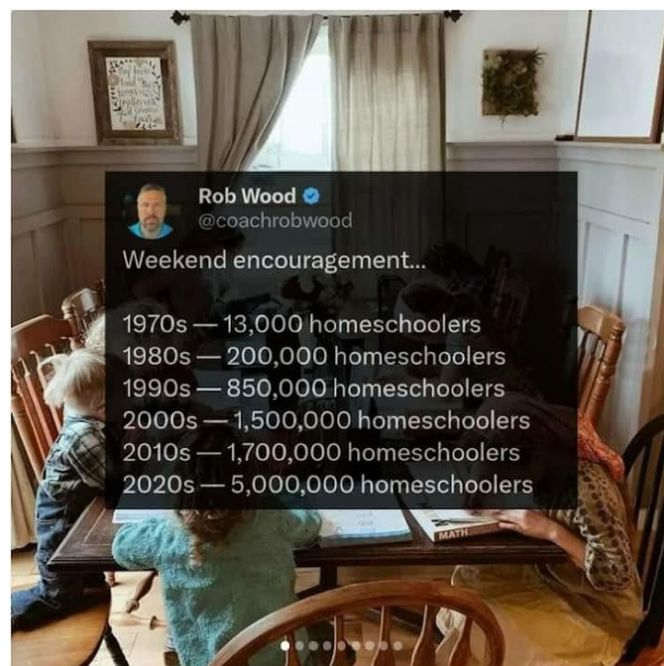 Rob Wood
@coachrobwood
Weekend encouragement...
1970s — 13,000 homeschoolers
1980s — 200,000 homeschoolers
1990s — 850,000 homeschoolers
2000s — 1,500,000 homeschoolers
2010s — 1,700,000 homeschoolers
2020s — 5,000,000 homeschoolers
MATH